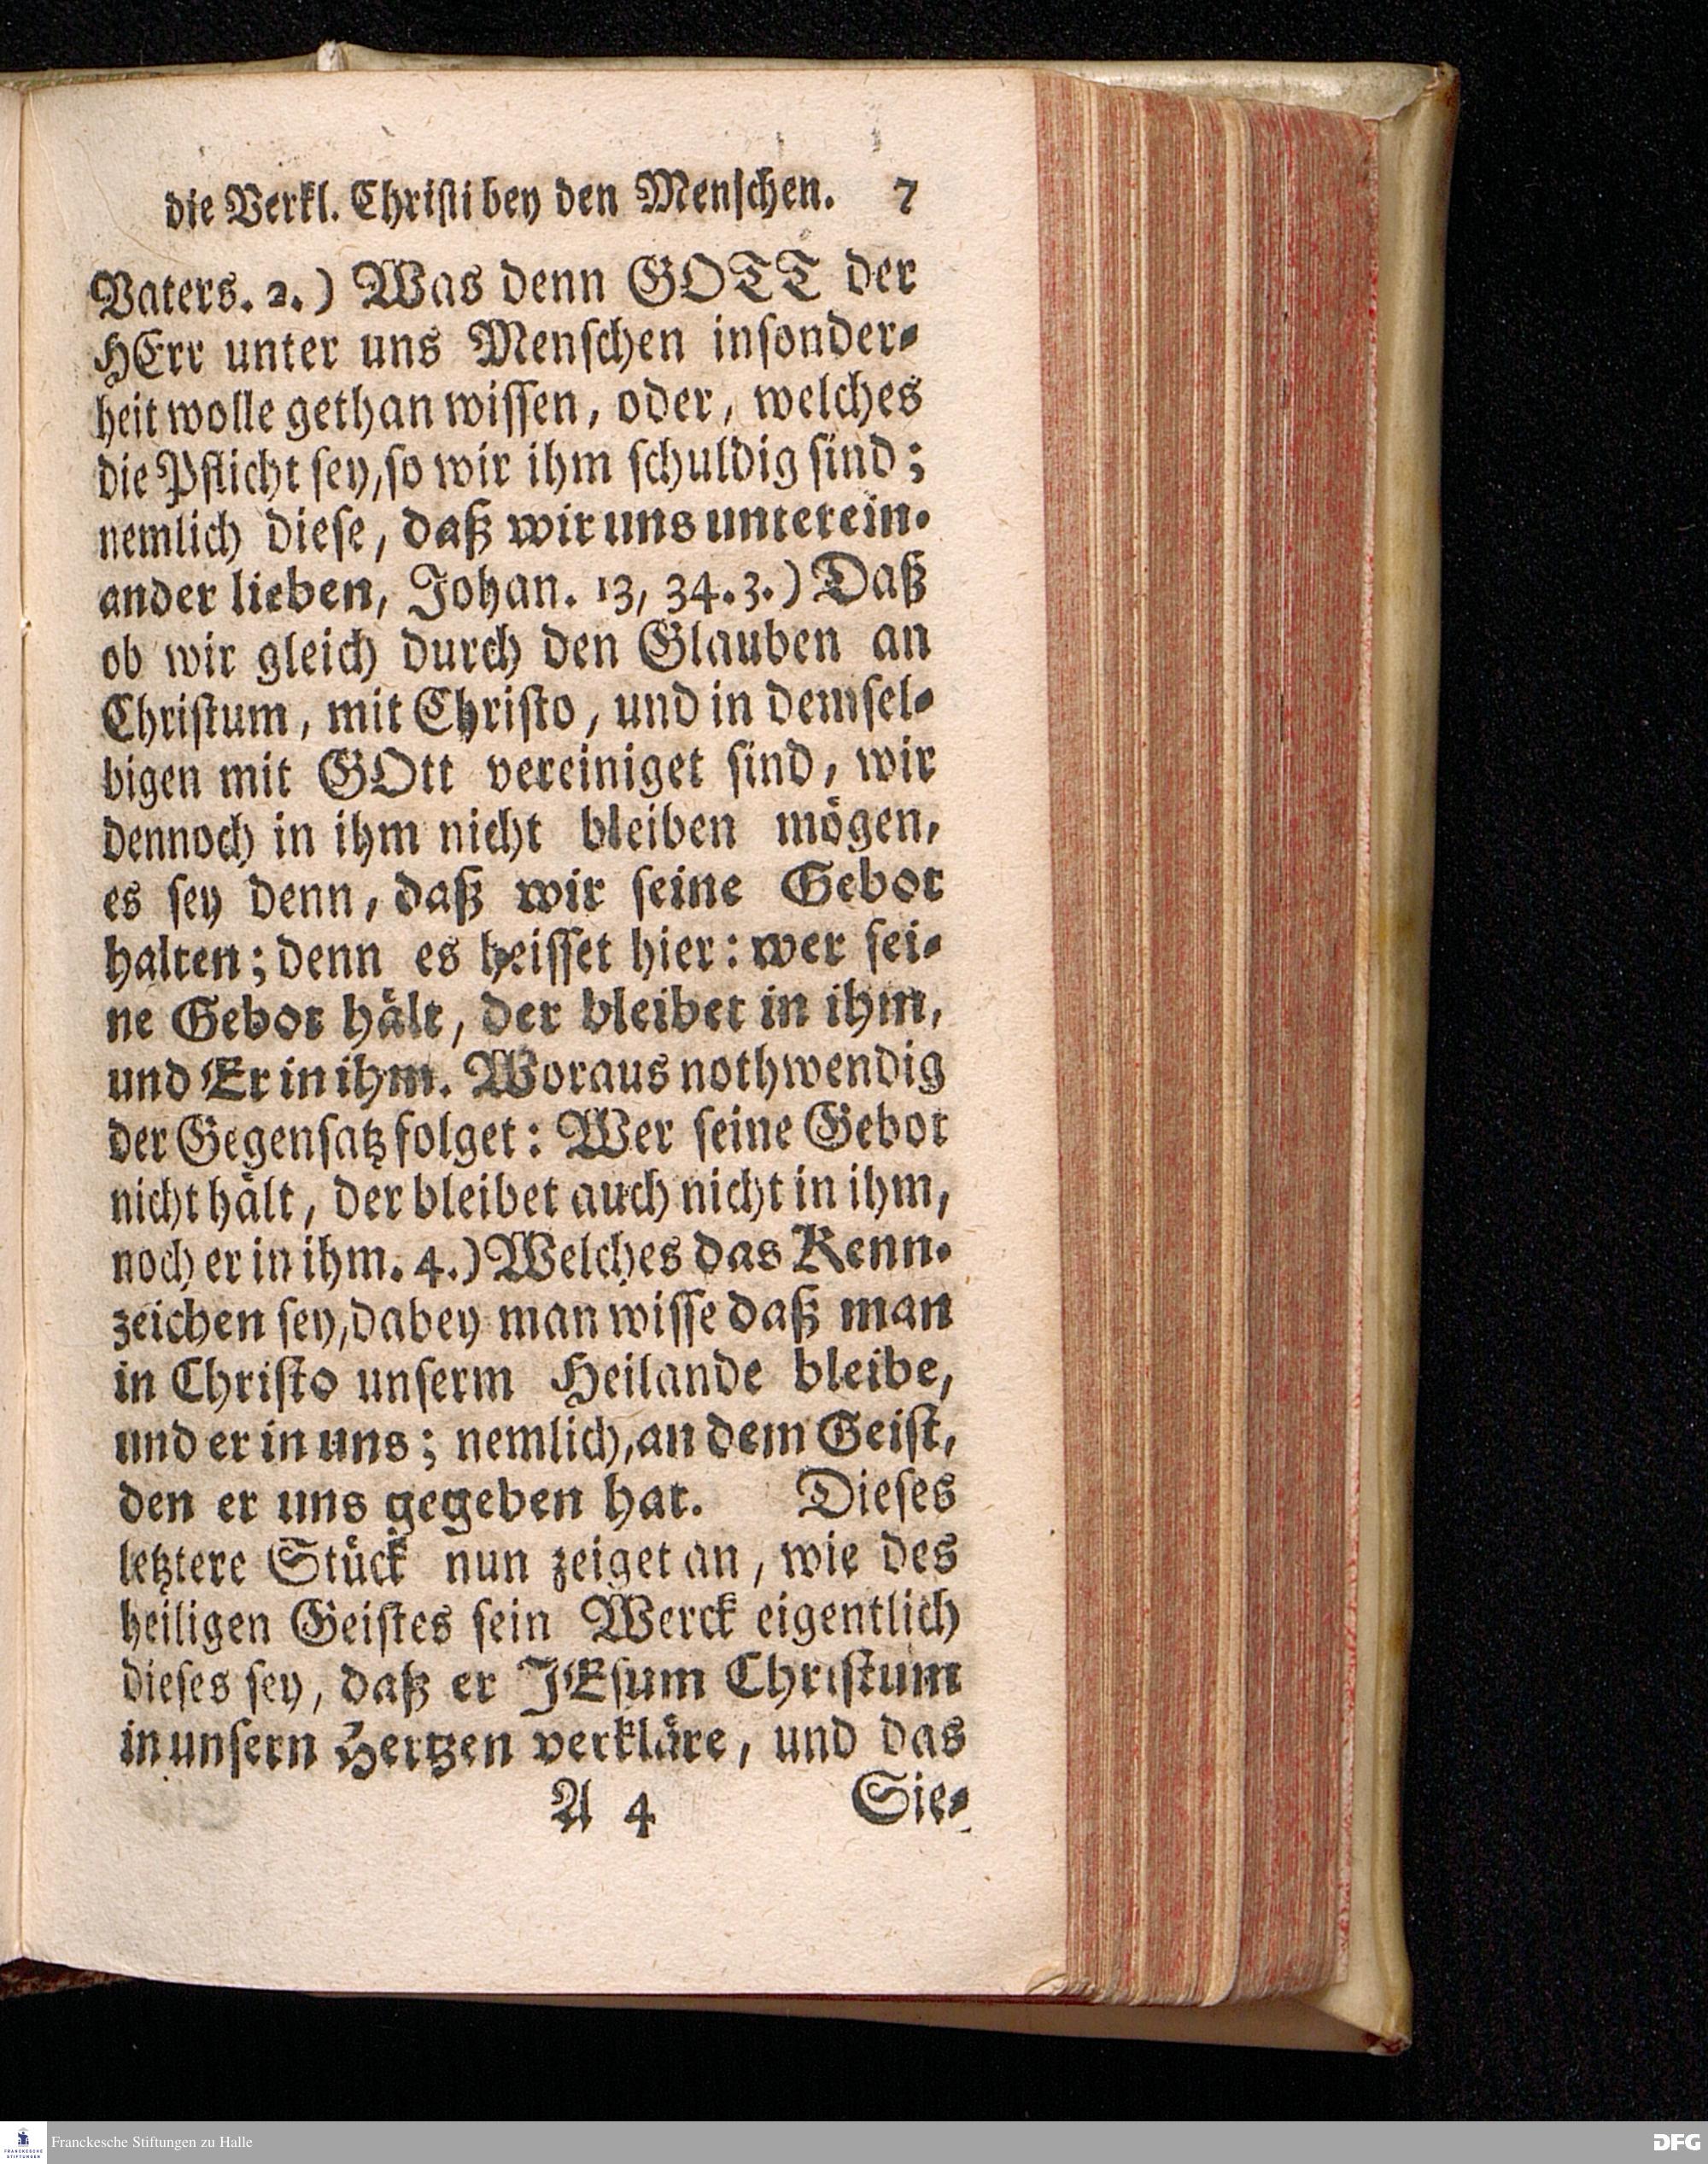 die Verkl. Chriſti bey den Menſchen. 7
Vaters. 2.) Was denn GOTT der
HErr unter uns Menſchen inſonder⸗
heit wolle gethan wiſſen, oder, welches
die Pflicht ſey, ſo wir ihm ſchuldig ſind;
nemlich dieſe, daß wir uns unterein⸗
ander lieben, Johan. 13, 34. 3.) Daß
ob wir gleich durch den Glauben an
Chriſtum, mit Chriſto, und in demſel⸗
bigen mit GOtt vereiniget ſind, wir
dennoch in ihm nicht bleiben mögen,
es ſey denn, daß wir ſeine Gebot
halten; denn es heiſſet hier: wer ſei⸗
ne Gebot hält, der bleibet in ihm,
und Er in ihm. Woraus nothwendig
der Gegenſatz folget: Wer ſeine Gebot
nicht hält, der bleibet auch nicht in ihm,
noch er in ihm. 4.) Welches das Kenn⸗
zeichen ſey, dabey man wiſſe daß man
in Chriſto unſerm Heilande bleibe,
und er in uns; nemlich, an dem Geiſt,
den er uns gegeben hat. Dieſes
letztere Stück nun zeiget an, wie des
heiligen Geiſtes ſein Werck eigentlich
dieſes ſey, daß er JEſum Chriſtum
in unſern Hertzen verkläre, und das
A 4 Sie⸗
Franckesche Stiftungen zu Halle
FRANCKESCHE
STIFTUNGEN
DFG